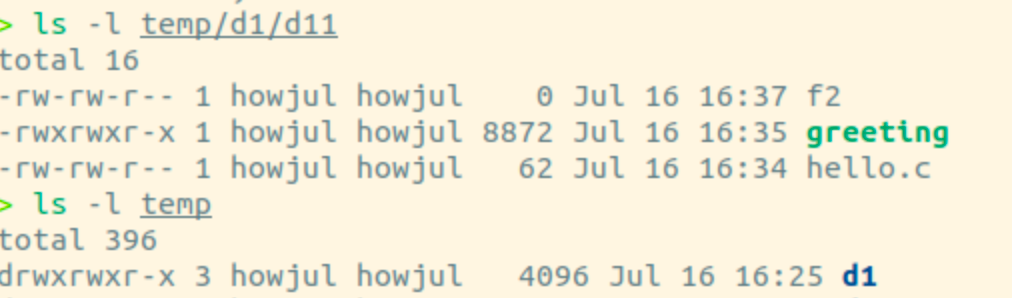 > ls -l temp/d1/d11
total 16
-rw-rw-r-- 1 howjul howjul    0 Jul 16 16:37 f2
-rwxrwxr-x 1 howjul howjul 8872 Jul 16 16:35 greeting
-rw-rw-r-- 1 howjul howjul   62 Jul 16 16:34 hello.c
> ls -l temp
total 396
drwxrwxr-x 3 howjul howjul   4096 Jul 16 16:25 d1